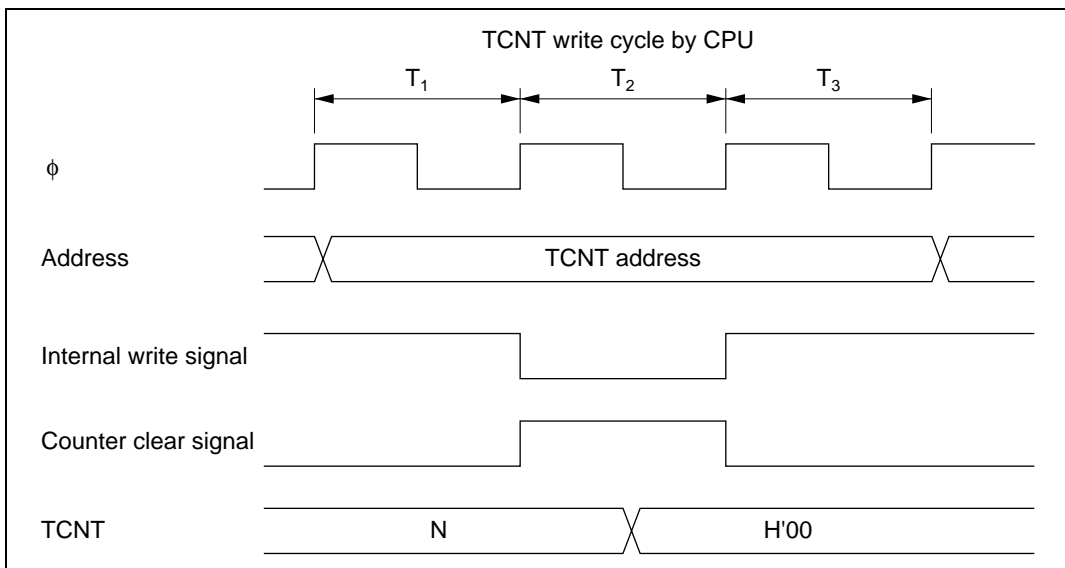 TCNT write cycle by CPU
T1 T2 T3
ϕ
Address TCNT address
Internal write signal
Counter clear signal
TCNT N H'00